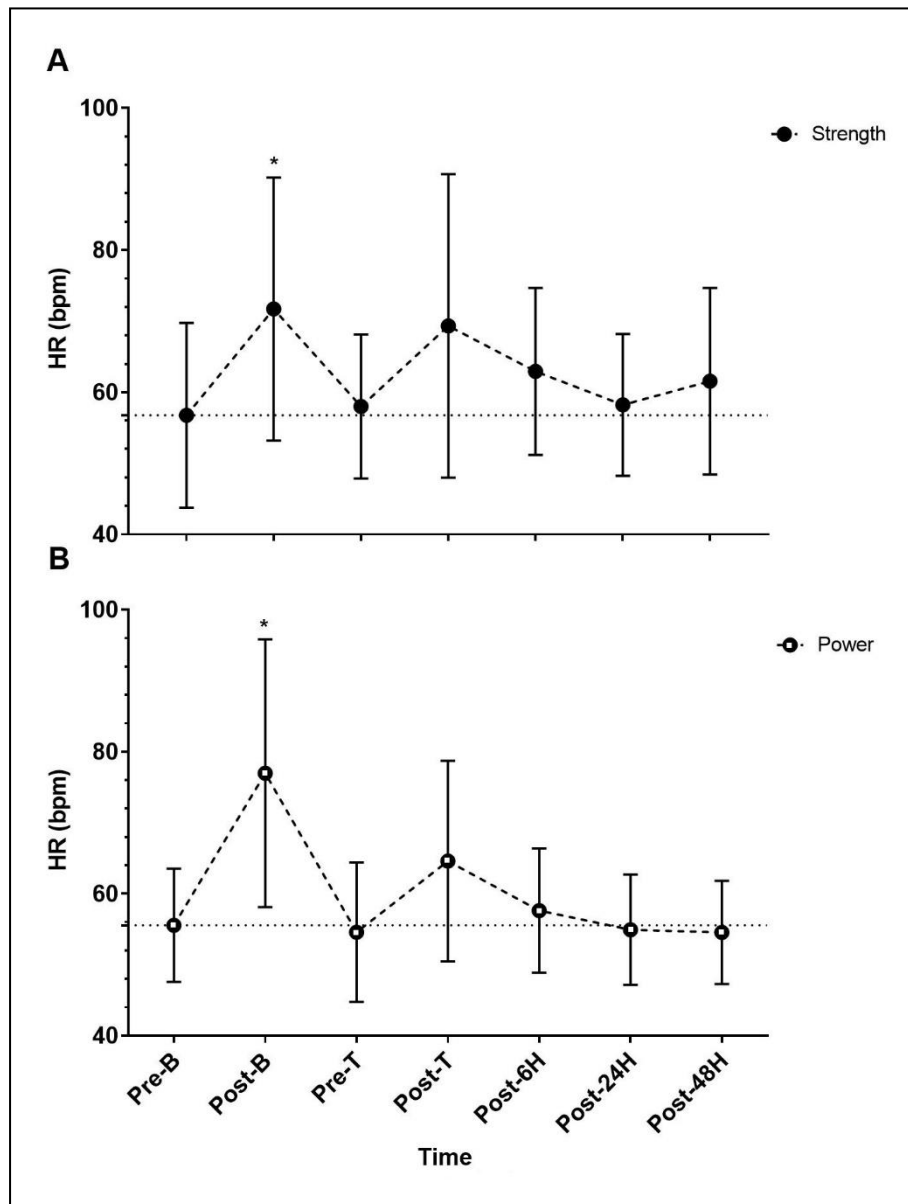 A
100
80
60
40
HR (bpm)
*
Strength
B
100
80
60
40
HR (bpm)
*
Power
Pre-B
Post-B
Pre-T
Post-T
Post-6H
Post-24H
Post-48H
Time